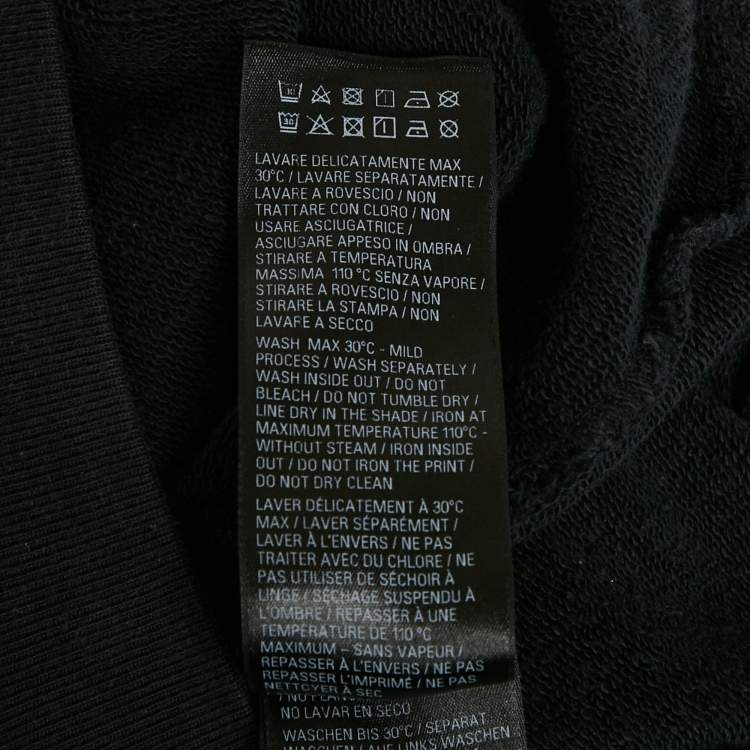 30
30
LAVARE DELICATAMENTE MAX
30°C / LAVARE SEPARATAMENTE /
LAVARE A ROVESCIO / NON
TRATTARE CON CLORO / NON
USARE ASCIUGATRICE /
ASCIUGARE APPESO IN OMBRA /
STIRARE A TEMPERATURA
MASSIMA 110 °C SENZA VAPORE /
STIRARE A ROVESCIO / NON
STIRARE LA STAMPA / NON
LAVARE A SECCO
WASH MAX 30°C - MILD
PROCESS / WASH SEPARATELY /
WASH INSIDE OUT / DO NOT
BLEACH / DO NOT TUMBLE DRY /
LINE DRY IN THE SHADE / IRON AT
MAXIMUM TEMPERATURE 110°C -
WITHOUT STEAM / IRON INSIDE
OUT / DO NOT IRON THE PRINT /
DO NOT DRY CLEAN
LAVER DÉLICATEMENT À 30°C
MAX / LAVER SÉPARÉMENT /
LAVER À L'ENVERS / NE PAS
TRAITER AVEC DU CHLORE / NE
PAS UTILISER DE SÉCHOIR À
LINGE / SÉCHAGE SUSPENDU À
L'OMBRE / REPASSER À UNE
TEMPÉRATURE DE 110°C
MAXIMUM – SANS VAPEUR /
REPASSER À L'ENVERS / NE PAS
REPASSER L'IMPRIMÉ / NE PAS
NETTOYER À SEC
NO LAVAR EN SECO
WASCHEN BIS 30°C / SEPARAT
WASCHEN / AUF LINKS WASCHEN